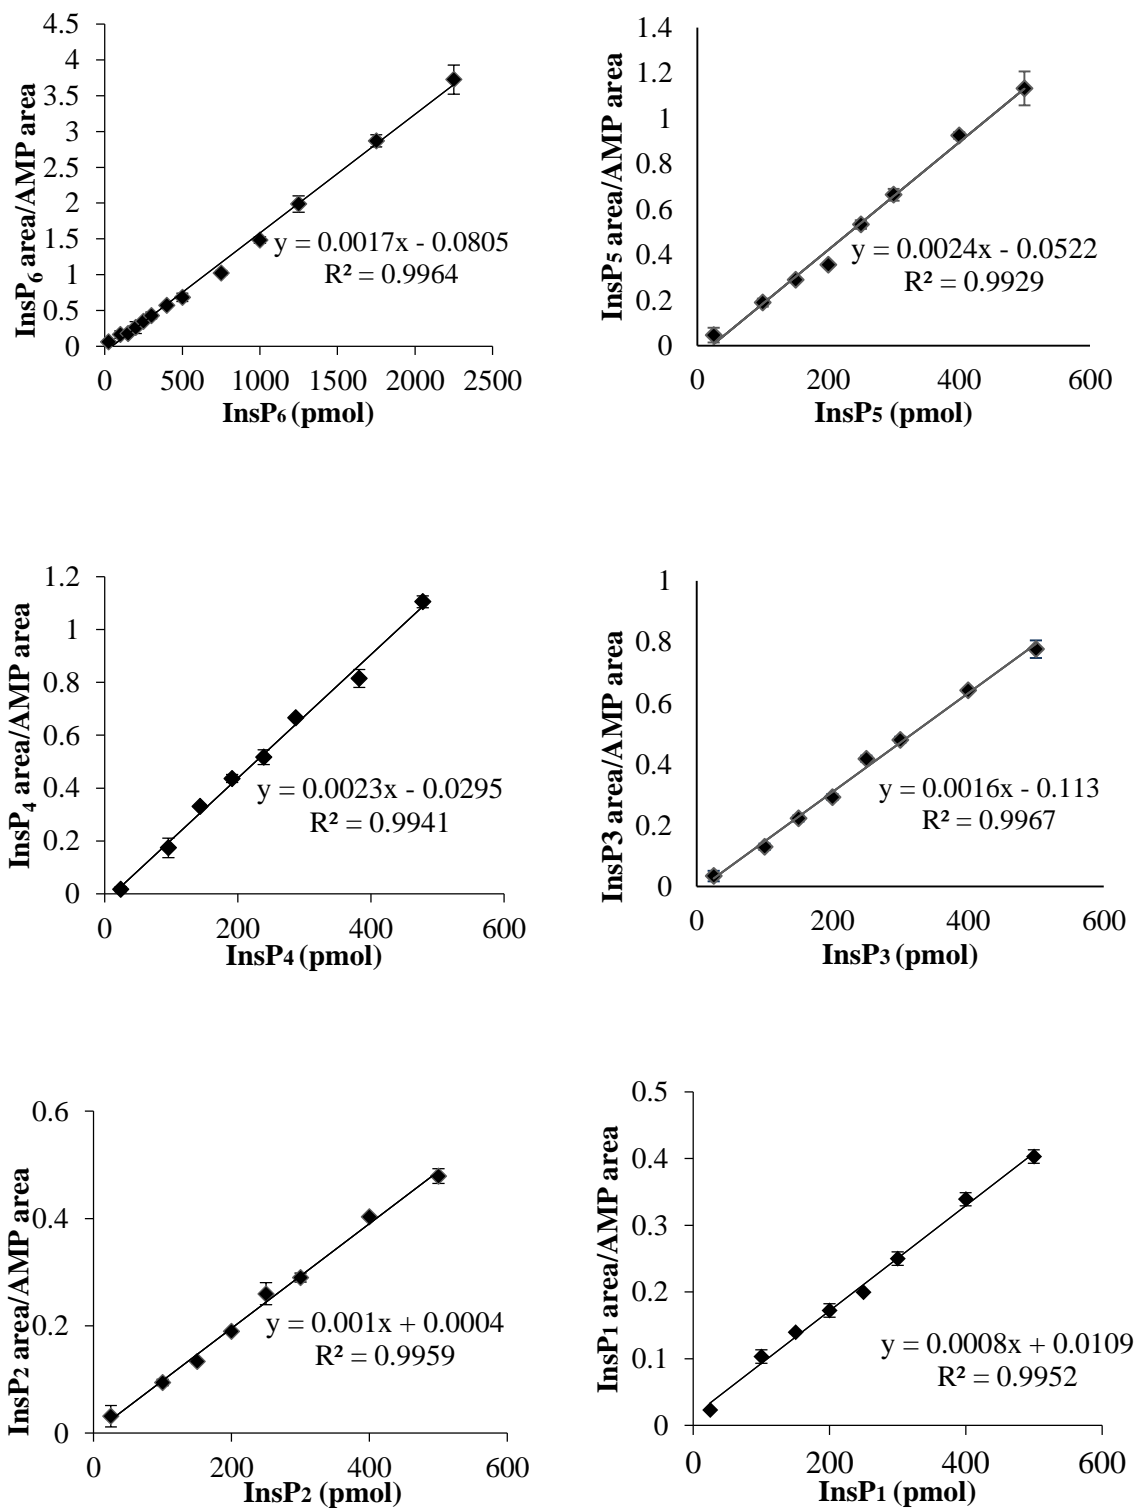 4.5
4
3.5
3
2.5
2
1.5
1
0.5
0
InsP6 area/AMP area
y = 0.0017x - 0.0805
R² = 0.9964
0 500 1000 1500 2000 2500
InsP6 (pmol)
1.4
1.2
1
0.8
0.6
0.4
0.2
0
InsP5 area/AMP area
y = 0.0024x - 0.0522
R² = 0.9929
0 200 400 600
InsP5 (pmol)
1.2
1
0.8
0.6
0.4
0.2
0
InsP4 area/AMP area
y = 0.0023x - 0.0295
R² = 0.9941
0 200 400 600
InsP4 (pmol)
1
0.8
0.6
0.4
0.2
0
InsP3 area/AMP area
y = 0.0016x - 0.113
R² = 0.9967
0 200 400 600
InsP3 (pmol)
0.6
0.4
0.2
0
InsP2 area/AMP area
y = 0.001x + 0.0004
R² = 0.9959
0 200 400 600
InsP2 (pmol)
0.5
0.4
0.3
0.2
0.1
0
InsP1 area/AMP area
y = 0.0008x + 0.0109
R² = 0.9952
0 200 400 600
InsP1 (pmol)